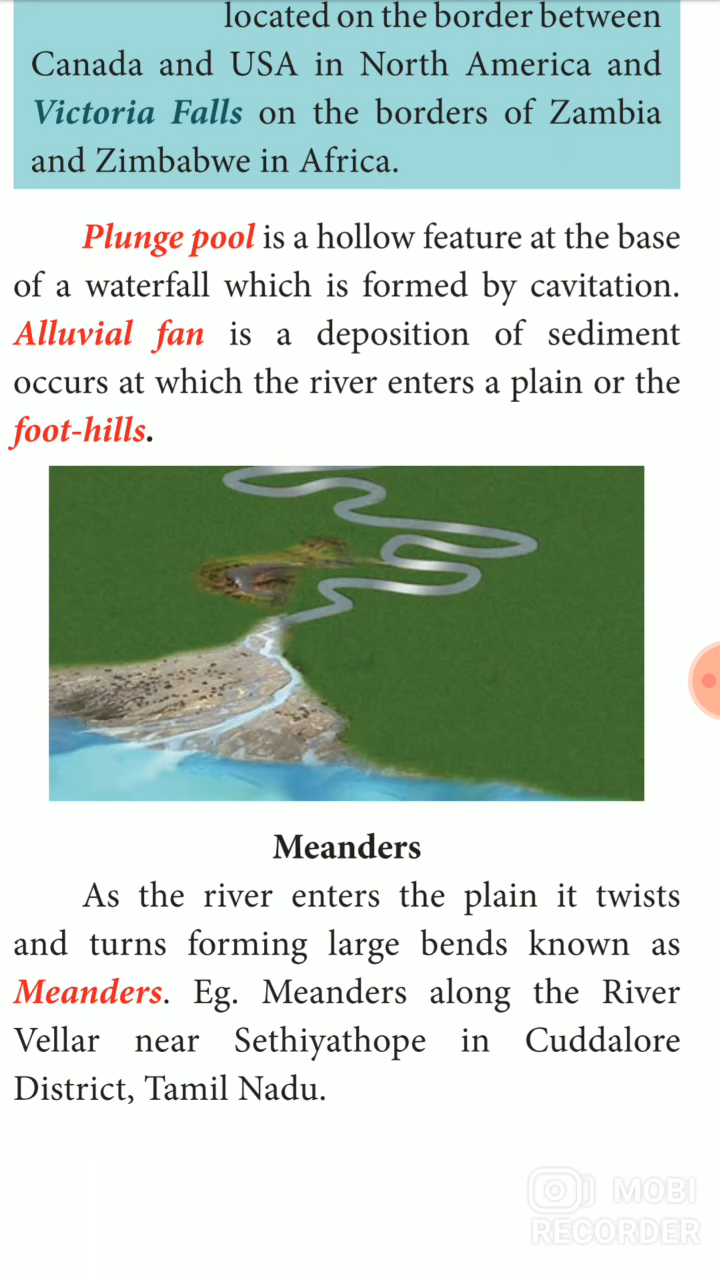 located on the border between
Canada and USA in North America and
Victoria Falls on the borders of Zambia
and Zimbabwe in Africa.
Plunge pool is a hollow feature at the base
of a waterfall which is formed by cavitation.
Alluvial fan is a deposition of sediment
occurs at which the river enters a plain or the
foot-hills.
Meanders
As the river enters the plain it twists
and turns forming large bends known as
Meanders. Eg. Meanders along the River
Vellar near Sethiyathope in Cuddalore
District, Tamil Nadu.
MOBI
RECORDER